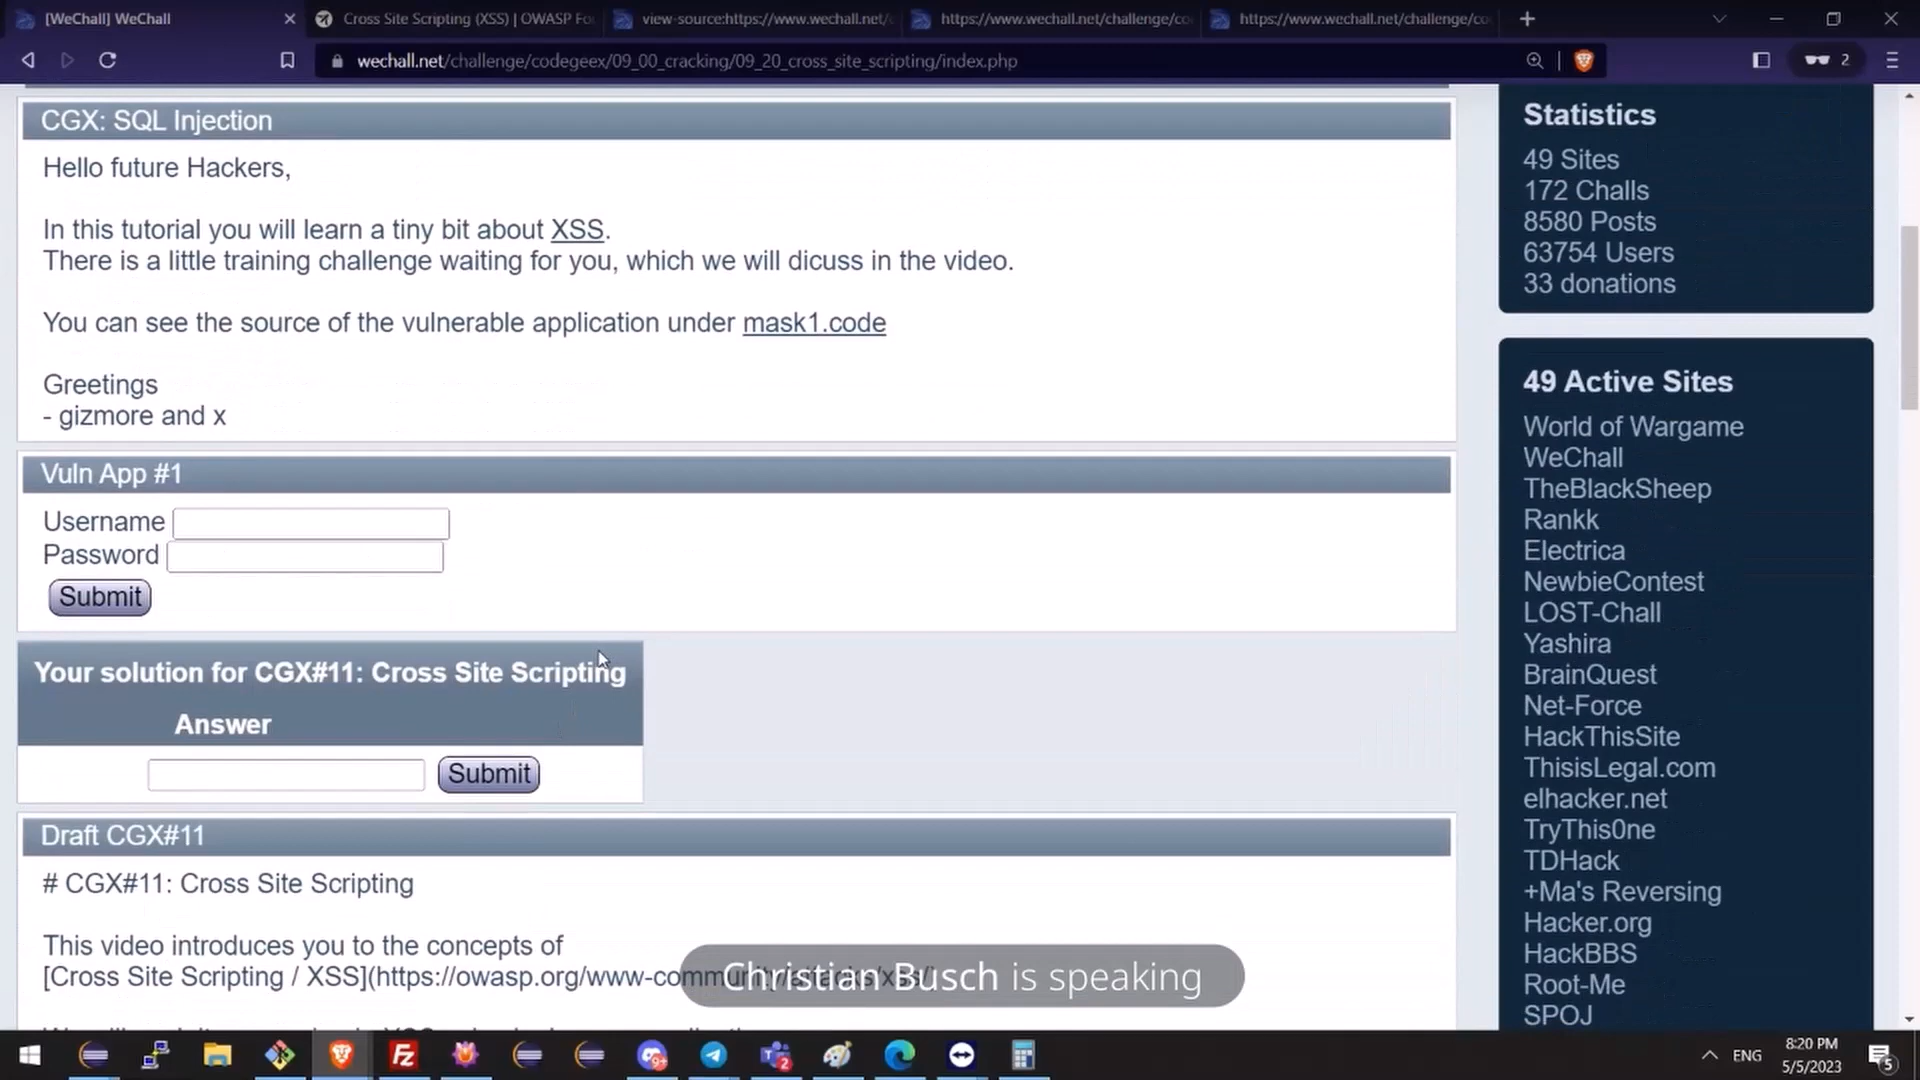 [WeChall] WeChall
Cross Site Scripting (XSS) | OWASP Fo
view-source:https://www.wechall.net/
https://www.wechall.net/challenge/co
https://www.wechall.net/challenge/co
wechall.net/challenge/codegeex/09_00_cracking/09_20_cross_site_scripting/index.php
2
CGX: SQL Injection
Hello future Hackers,
In this tutorial you will learn a tiny bit about XSS.
There is a little training challenge waiting for you, which we will dicuss in the video.
You can see the source of the vulnerable application under mask1.code
Greetings
- gizmore and x
Vuln App #1
Username
Password
Submit
Your solution for CGX#11: Cross Site Scripting
Answer
Submit
Draft CGX#11
# CGX#11: Cross Site Scripting
This video introduces you to the concepts of
[Cross Site Scripting / XSS](https://owasp.org/www-community/attacks/xss/)
Christian Busch is speaking
Statistics
49 Sites
172 Challs
8580 Posts
63754 Users
33 donations
49 Active Sites
World of Wargame
WeChall
TheBlackSheep
Rankk
Electrica
NewbieContest
LOST-Chall
Yashira
BrainQuest
Net-Force
HackThisSite
ThisisLegal.com
elhacker.net
TryThis0ne
TDHack
+Ma's Reversing
Hacker.org
HackBBS
Root-Me
SPOJ
ENG
8:20 PM
5/5/2023
5